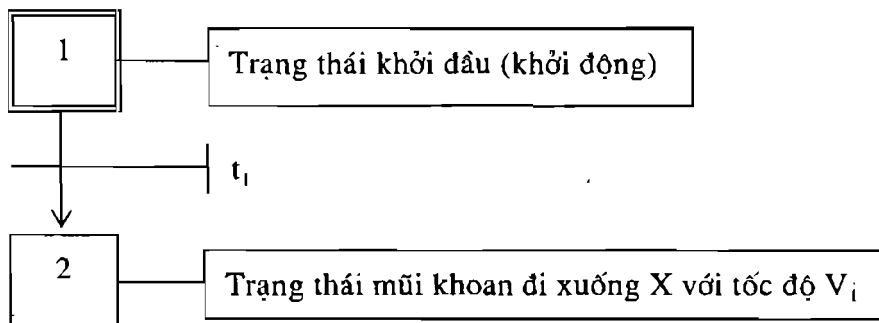 1
Trạng thái khởi đầu (khởi động)
t₁
2
Trạng thái mũi khoan đi xuống X với tốc độ V₁